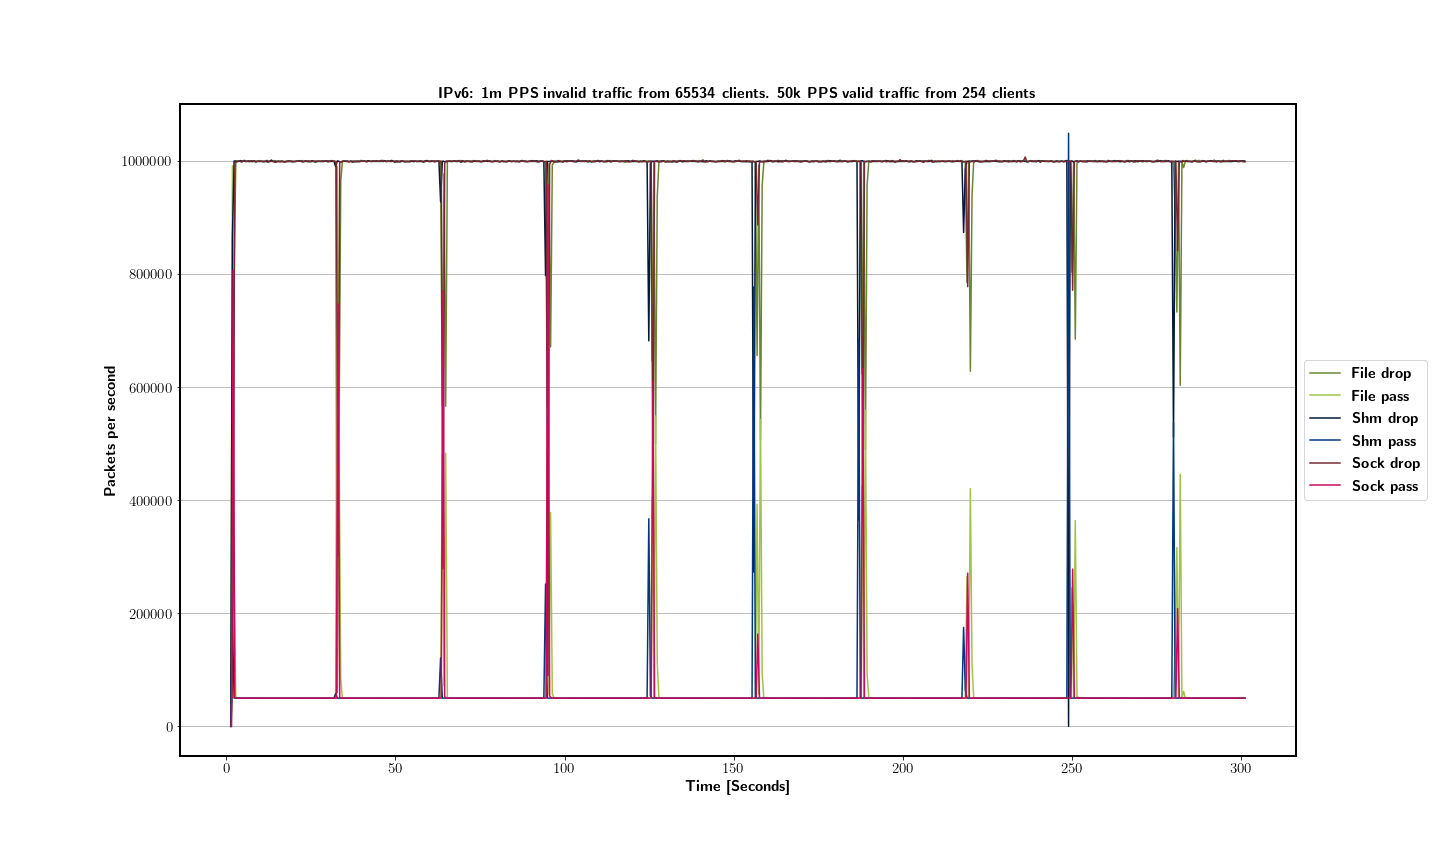 IPv6: 1m PPS invalid traffic from 65534 clients. 50k PPS valid traffic from 254 clients
1000000
800000
600000
400000
200000
0
Packets per second
0 50 100 150 200 250 300
Time [Seconds]
File drop
File pass
Shm drop
Shm pass
Sock drop
Sock pass